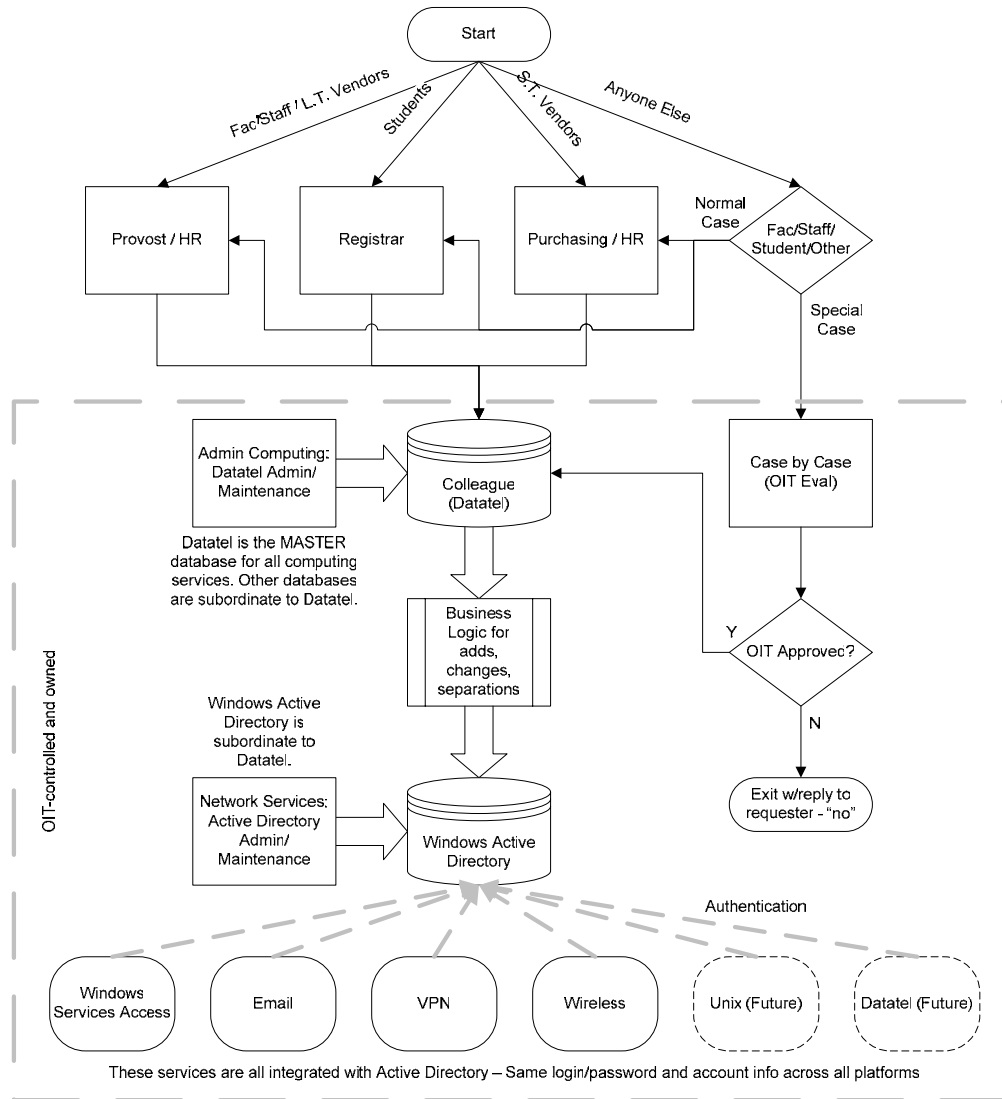 Start
Fac/Staff / L.T. Vendors
Students
S.T. Vendors
Anyone Else
Provost / HR
Registrar
Purchasing / HR
Normal
Case
Fac/Staff/
Student/Other
Special
Case
Admin Computing:
Datatel Admin/
Maintenance
Colleague
(Datatel)
Case by Case
(OIT Eval)
Datatel is the MASTER
database for all computing
services. Other databases
are subordinate to Datatel.
Business
Logic for
adds,
changes,
separations
Y
OIT Approved?
N
OIT-controlled and owned
Windows Active
Directory is
subordinate to
Datatel.
Network Services:
Active Directory
Admin/
Maintenance
Windows Active
Directory
Exit w/reply to
requester - “no”
Authentication
Windows
Services Access
Email
VPN
Wireless
Unix (Future)
Datatel (Future)
These services are all integrated with Active Directory – Same login/password and account info across all platforms